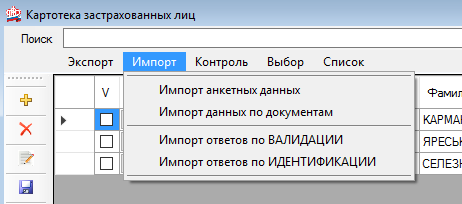 Картотека застрахованных лиц
Поиск
Экспорт Импорт Контроль Выбор Список
V
Импорт анкетных данных
Импорт данных по документам
Импорт ответов по ВАЛИДАЦИИ
Импорт ответов по ИДЕНТИФИКАЦИИ
Фамил
КАРМА
ЯРЕСЬ
СЕЛЕЗ